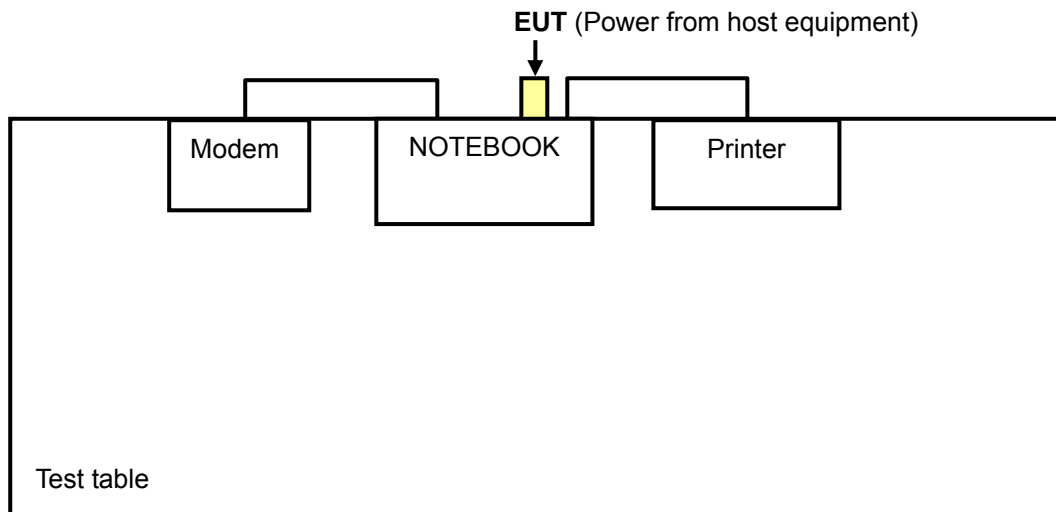 EUT (Power from host equipment)
Modem
NOTEBOOK
Printer
Test table